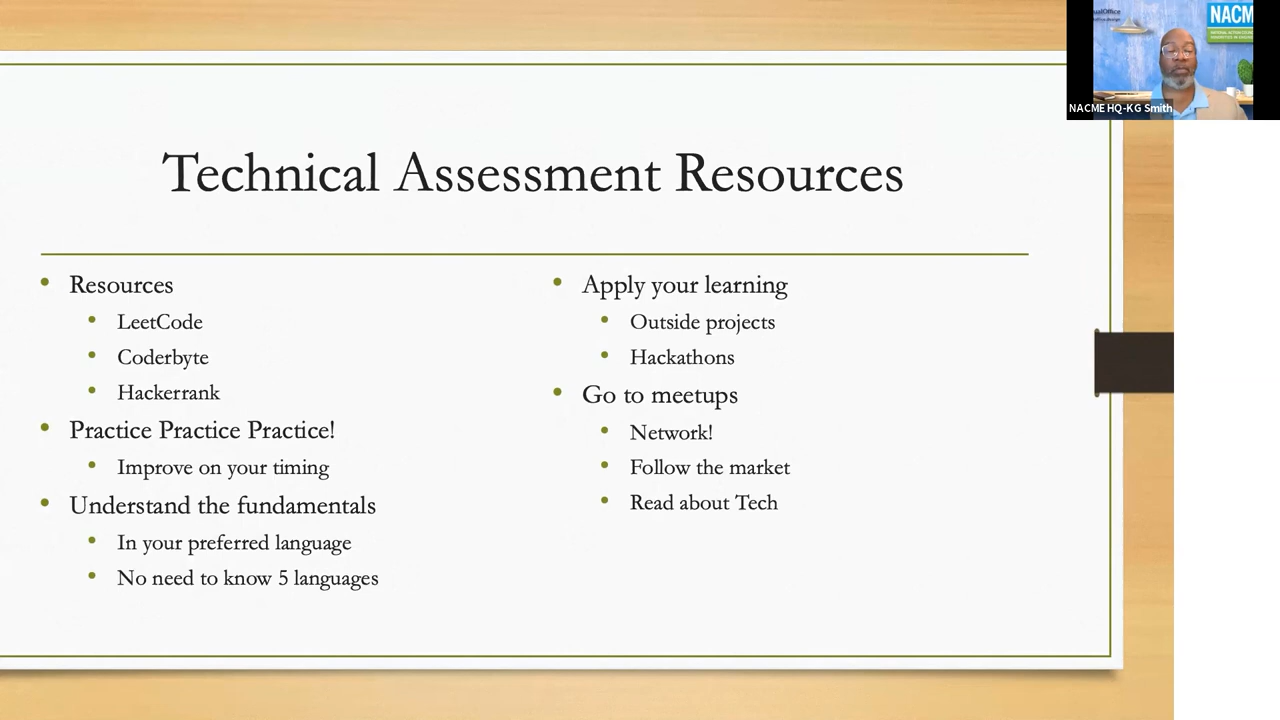 Technical Assessment Resources
Resources
LeetCode
Coderbyte
Hackerrank
Practice Practice Practice!
Improve on your timing
Understand the fundamentals
In your preferred language
No need to know 5 languages
Apply your learning
Outside projects
Hackathons
Go to meetups
Network!
Follow the market
Read about Tech
NACM
NACME HQ-KG Smith